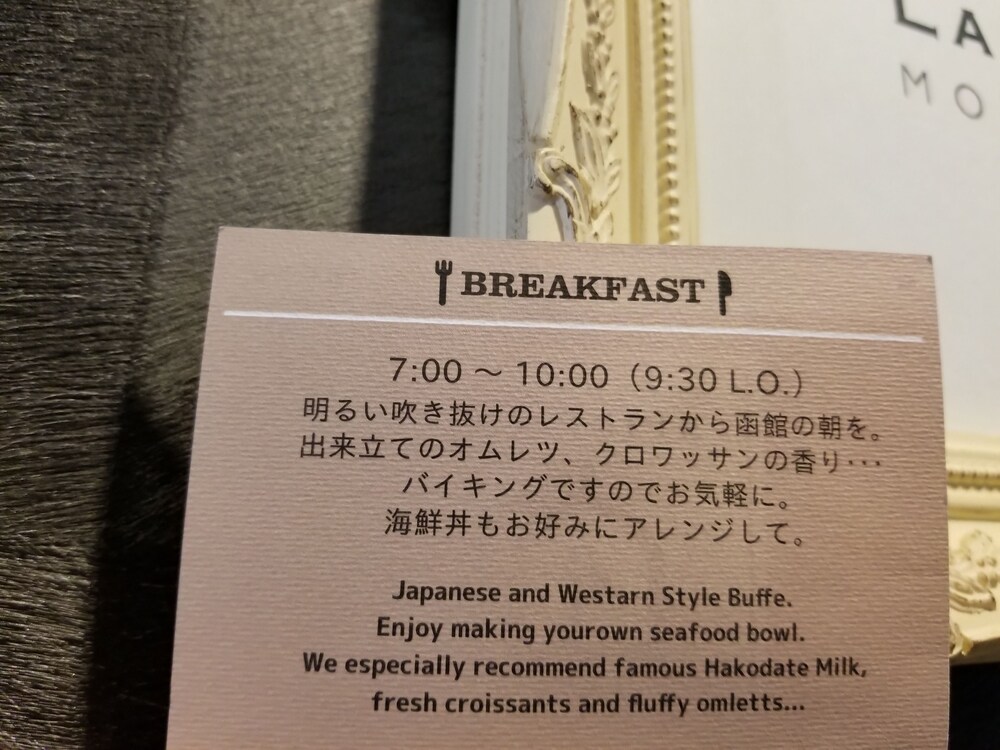 LA
MO
BREAKFAST
7:00 ～ 10:00（9:30 L.O.）
明るい吹き抜けのレストランから函館の朝を。
出来立てのオムレツ、クロワッサンの香り･･･
バイキングですのでお気軽に。
海鮮丼もお好みにアレンジして。
Japanese and Westarn Style Buffe.
Enjoy making yourown seafood bowl.
We especially recommend famous Hakodate Milk,
fresh croissants and fluffy omletts...